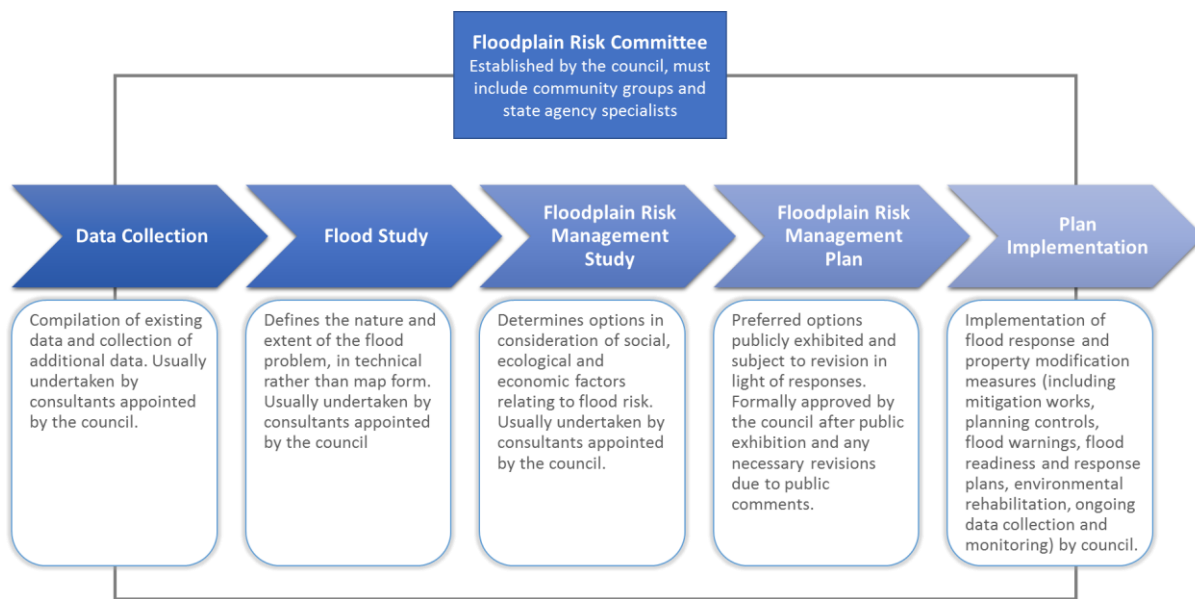 Floodplain Risk Committee
Established by the council, must
include community groups and
state agency specialists
Data Collection
Flood Study
Floodplain Risk
Management
Study
Floodplain Risk
Management
Plan
Plan
Implementation
Compilation of existing
data and collection of
additional data. Usually
undertaken by
consultants appointed
by the council.
Defines the nature and
extent of the flood
problem, in technical
rather than map form.
Usually undertaken by
consultants appointed
by the council
Determines options in
consideration of social,
ecological and
economic factors
relating to flood risk.
Usually undertaken by
consultants appointed
by the council.
Preferred options
publicly exhibited and
subject to revision in
light of responses.
Formally approved by
the council after public
exhibition and any
necessary revisions
due to public
comments.
Implementation of
flood response and
property modification
measures (including
mitigation works,
planning controls,
flood warnings, flood
readiness and response
plans, environmental
rehabilitation, ongoing
data collection and
monitoring) by council.